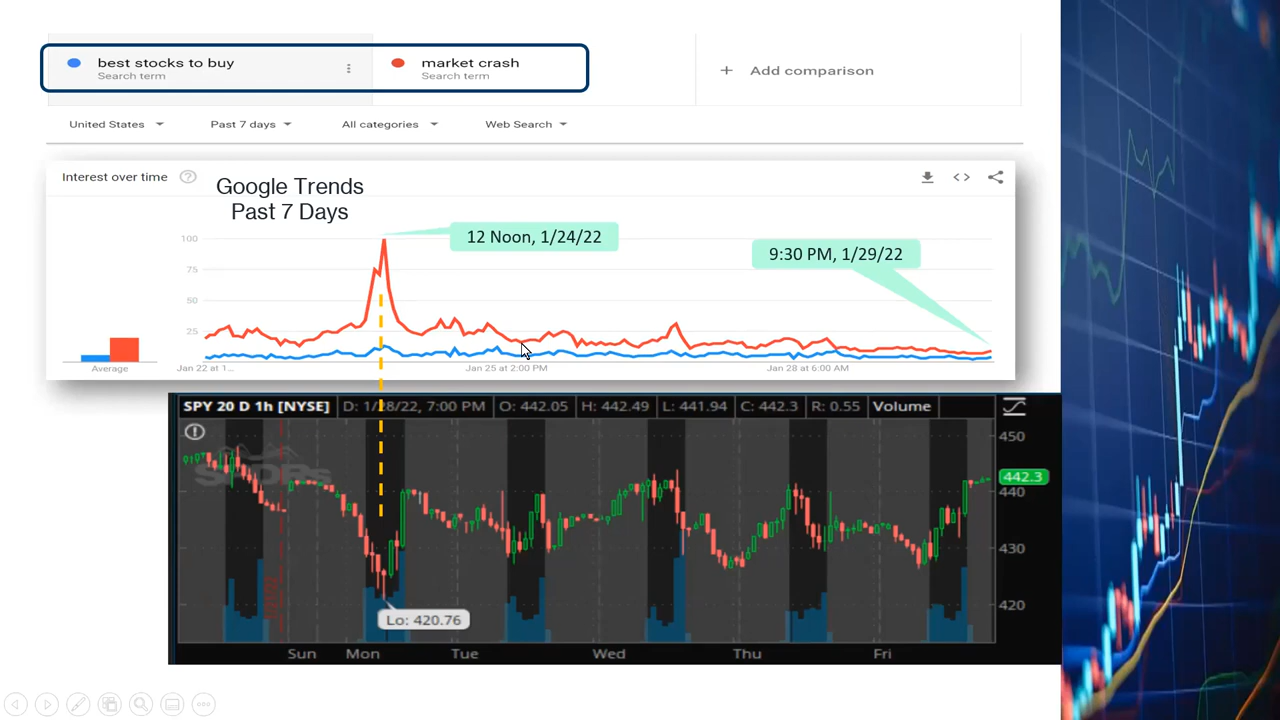 best stocks to buy
Search term
market crash
Search term
+ Add comparison
United States
Past 7 days
All categories
Web Search
Interest over time
Google Trends
Past 7 Days
12 Noon, 1/24/22
9:30 PM, 1/29/22
100
75
50
25
Average
Jan 22 at 1...
Jan 25 at 2:00 PM
Jan 28 at 6:00 AM
SPY 20 D 1h [NYSE] D: 1/28/22, 7:00 PM O: 442.05 H: 442.49 L: 441.94 C: 442.3 R: 0.55 Volume
450
442.3
440
430
420
Lo: 420.76
Sun Mon Tue Wed Thu Fri